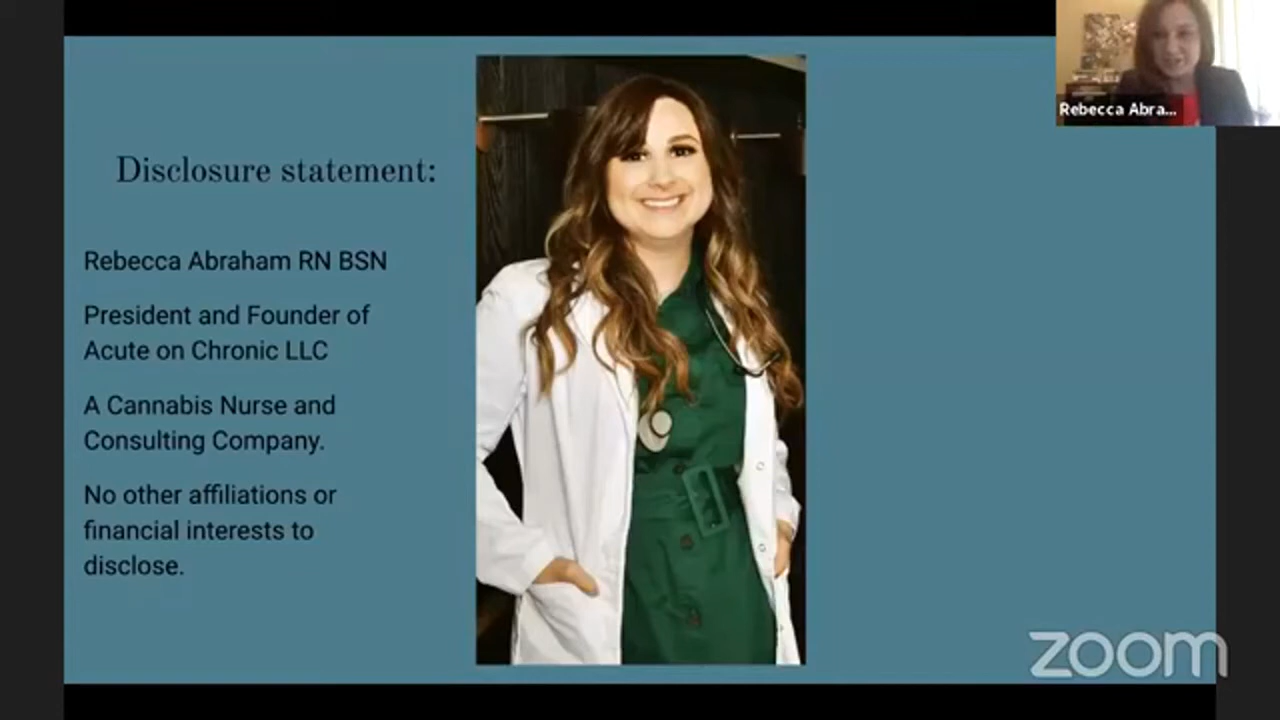 Disclosure statement:
Rebecca Abraham RN BSN
President and Founder of
Acute on Chronic LLC
A Cannabis Nurse and
Consulting Company.
No other affiliations or
financial interests to
disclose.
Rebecca Abra...
zoom